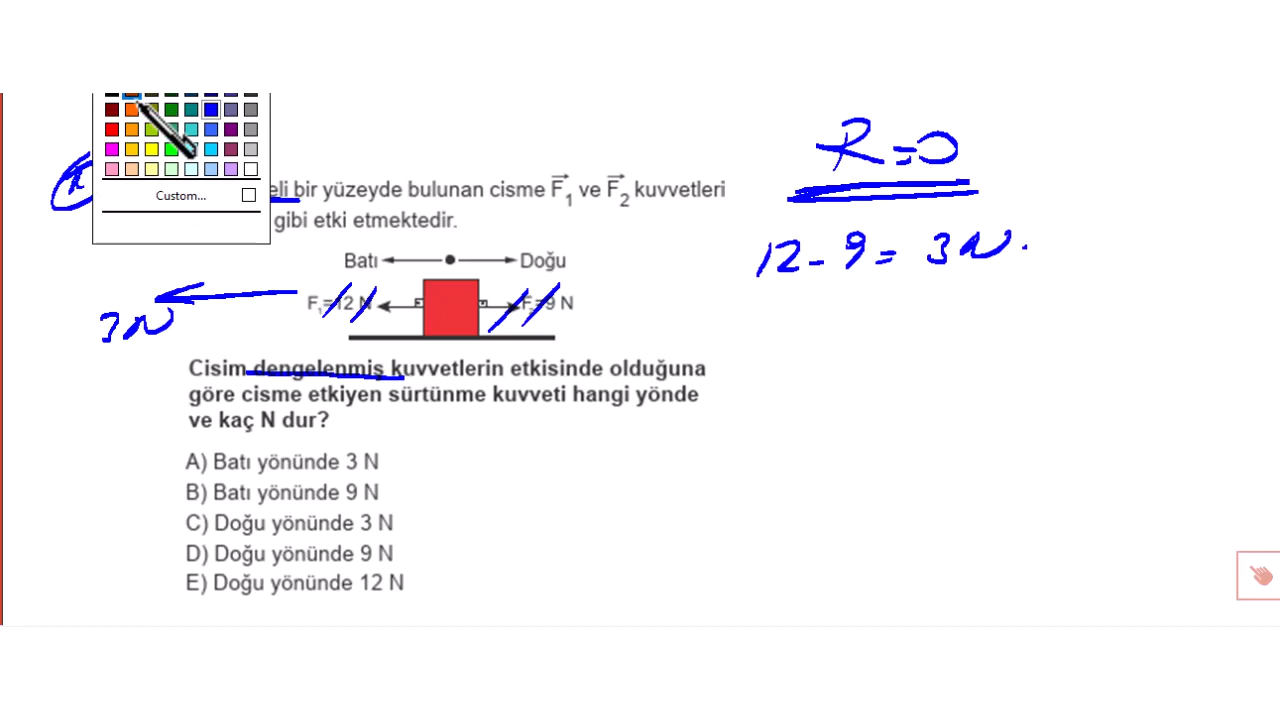 Custom...
eli bir yüzeyde bulunan cisme F₁ ve F₂ kuvvetleri
gibi etki etmektedir.
R=0
12-9=3N.
Batı Doğu
F₁=12 N F₂=9 N
3N
Cisim dengelenmiş kuvvetlerin etkisinde olduğuna
göre cisme etkiyen sürtünme kuvveti hangi yönde
ve kaç N dur?
A) Batı yönünde 3 N
B) Batı yönünde 9 N
C) Doğu yönünde 3 N
D) Doğu yönünde 9 N
E) Doğu yönünde 12 N